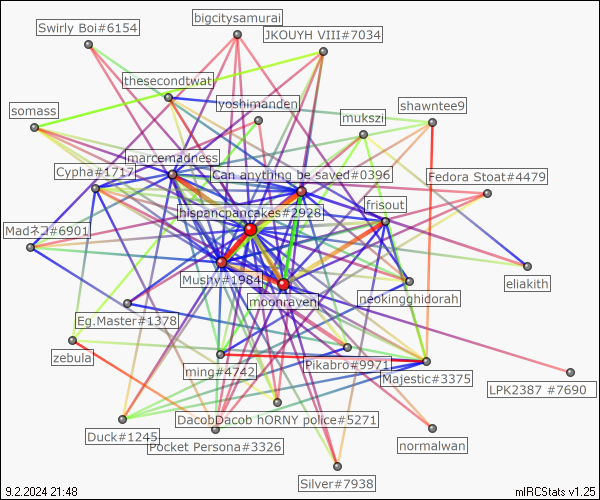 bigcitysamurai
Swirly Boi#6154
JKOUYH VIII#7034
thesecondtwat
yoshimanden
shawntee9
somass
mukszi
marcemadness
Cypha#1717
Can anything be saved#0396
Fedora Stoat#4479
hispancpancakes#2928
frisout
Madネコ#6901
Mushy#1984
eliakith
moonraven
neokingghidorah
Eg.Master#1378
zebula
Pikabro#9971
ming#4742
Majestic#3375
LPK2387 #7690
DacobDacob hORNY police#5271
Duck#1245
Pocket Persona#3326
normalwan
Silver#7938
9.2.2024 21:48
mIRCStats v1.25